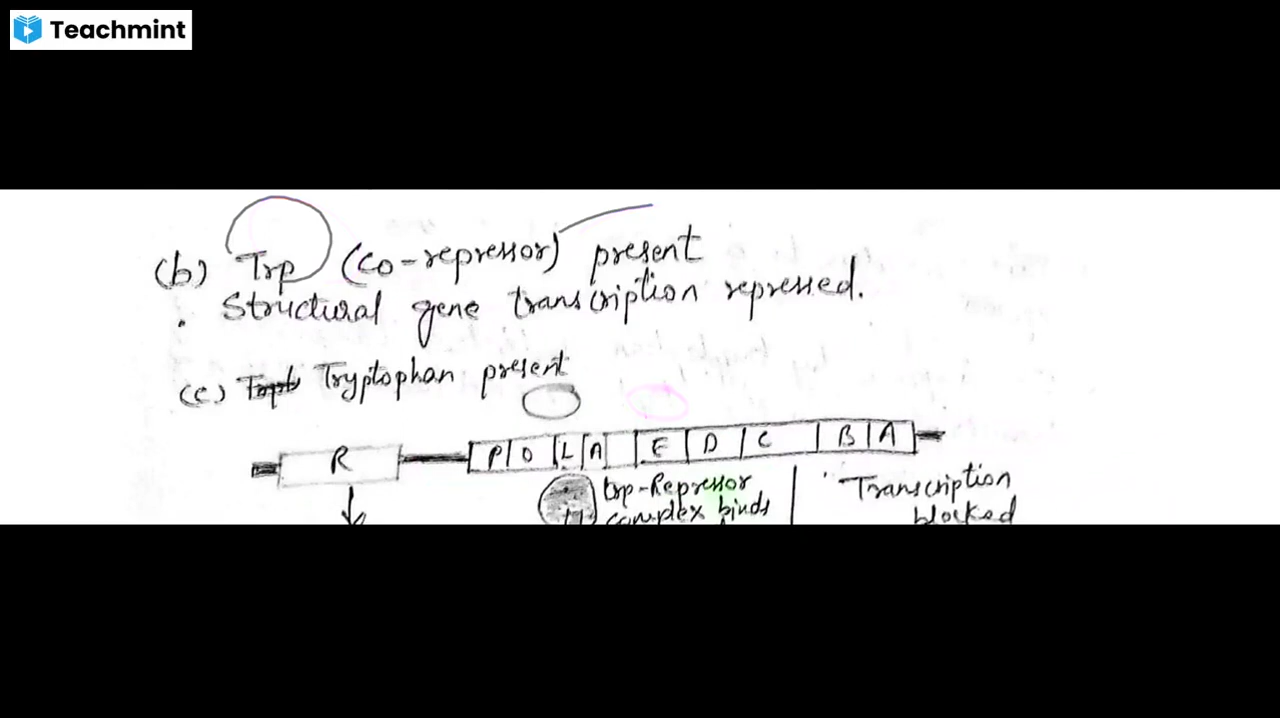 Teachmint
(b) Trp (co-repressor) present
Structural gene transcription repressed.
(c) Tryptophan present
R P O L A E D C B A
trp-Repressor Transcription
complex binds blocked